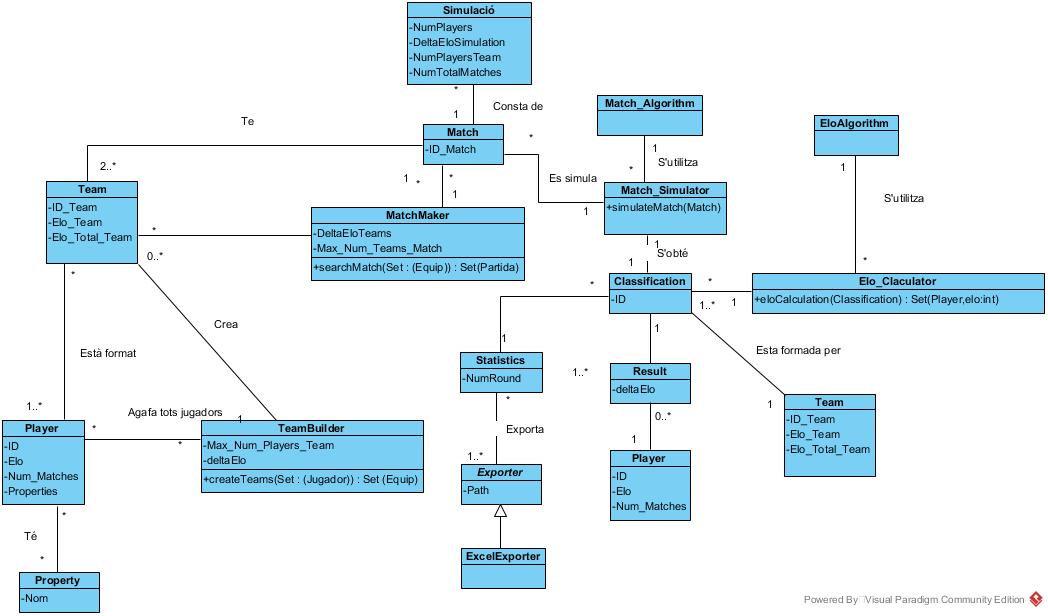 Simulació
-NumPlayers
-DeltaEloSimulation
-NumPlayersTeam
-NumTotalMatches
*
1
Consta de
Match
-ID_Match
Te
2..*
1
*
*
1
*
Es simula
1
Match_Algorithm
1
*
S'utilitza
Match_Simulator
+simulateMatch(Match)
EloAlgorithm
1
S'utilitza
*
Team
-ID_Team
-Elo_Team
-Elo_Total_Team
*
0..*
*
MatchMaker
-DeltaEloTeams
-Max_Num_Teams_Match
+searchMatch(Set : (Equip)) : Set(Partida)
1
S'obté
1
Classification
-ID
*
*
1..*
1
Elo_Claculator
+eloCalculation(Classification) : Set(Player,elo:int)
Crea
Està format
1..*
1
Statistics
-NumRound
*
1..*
1
Result
-deltaElo
0..*
1
Esta formada per
1
Team
-ID_Team
-Elo_Team
-Elo_Total_Team
Agafa tots jugadors
1
*
*
Player
-ID
-Elo
-Num_Matches
-Properties
TeamBuilder
-Max_Num_Players_Team
-deltaElo
+createTeams(Set : (Jugador)) : Set (Equip)
Exporta
1..*
Exporter
-Path
Player
-ID
-Elo
-Num_Matches
*
Té
*
Property
-Nom
ExcelExporter
Powered By Visual Paradigm Community Edition